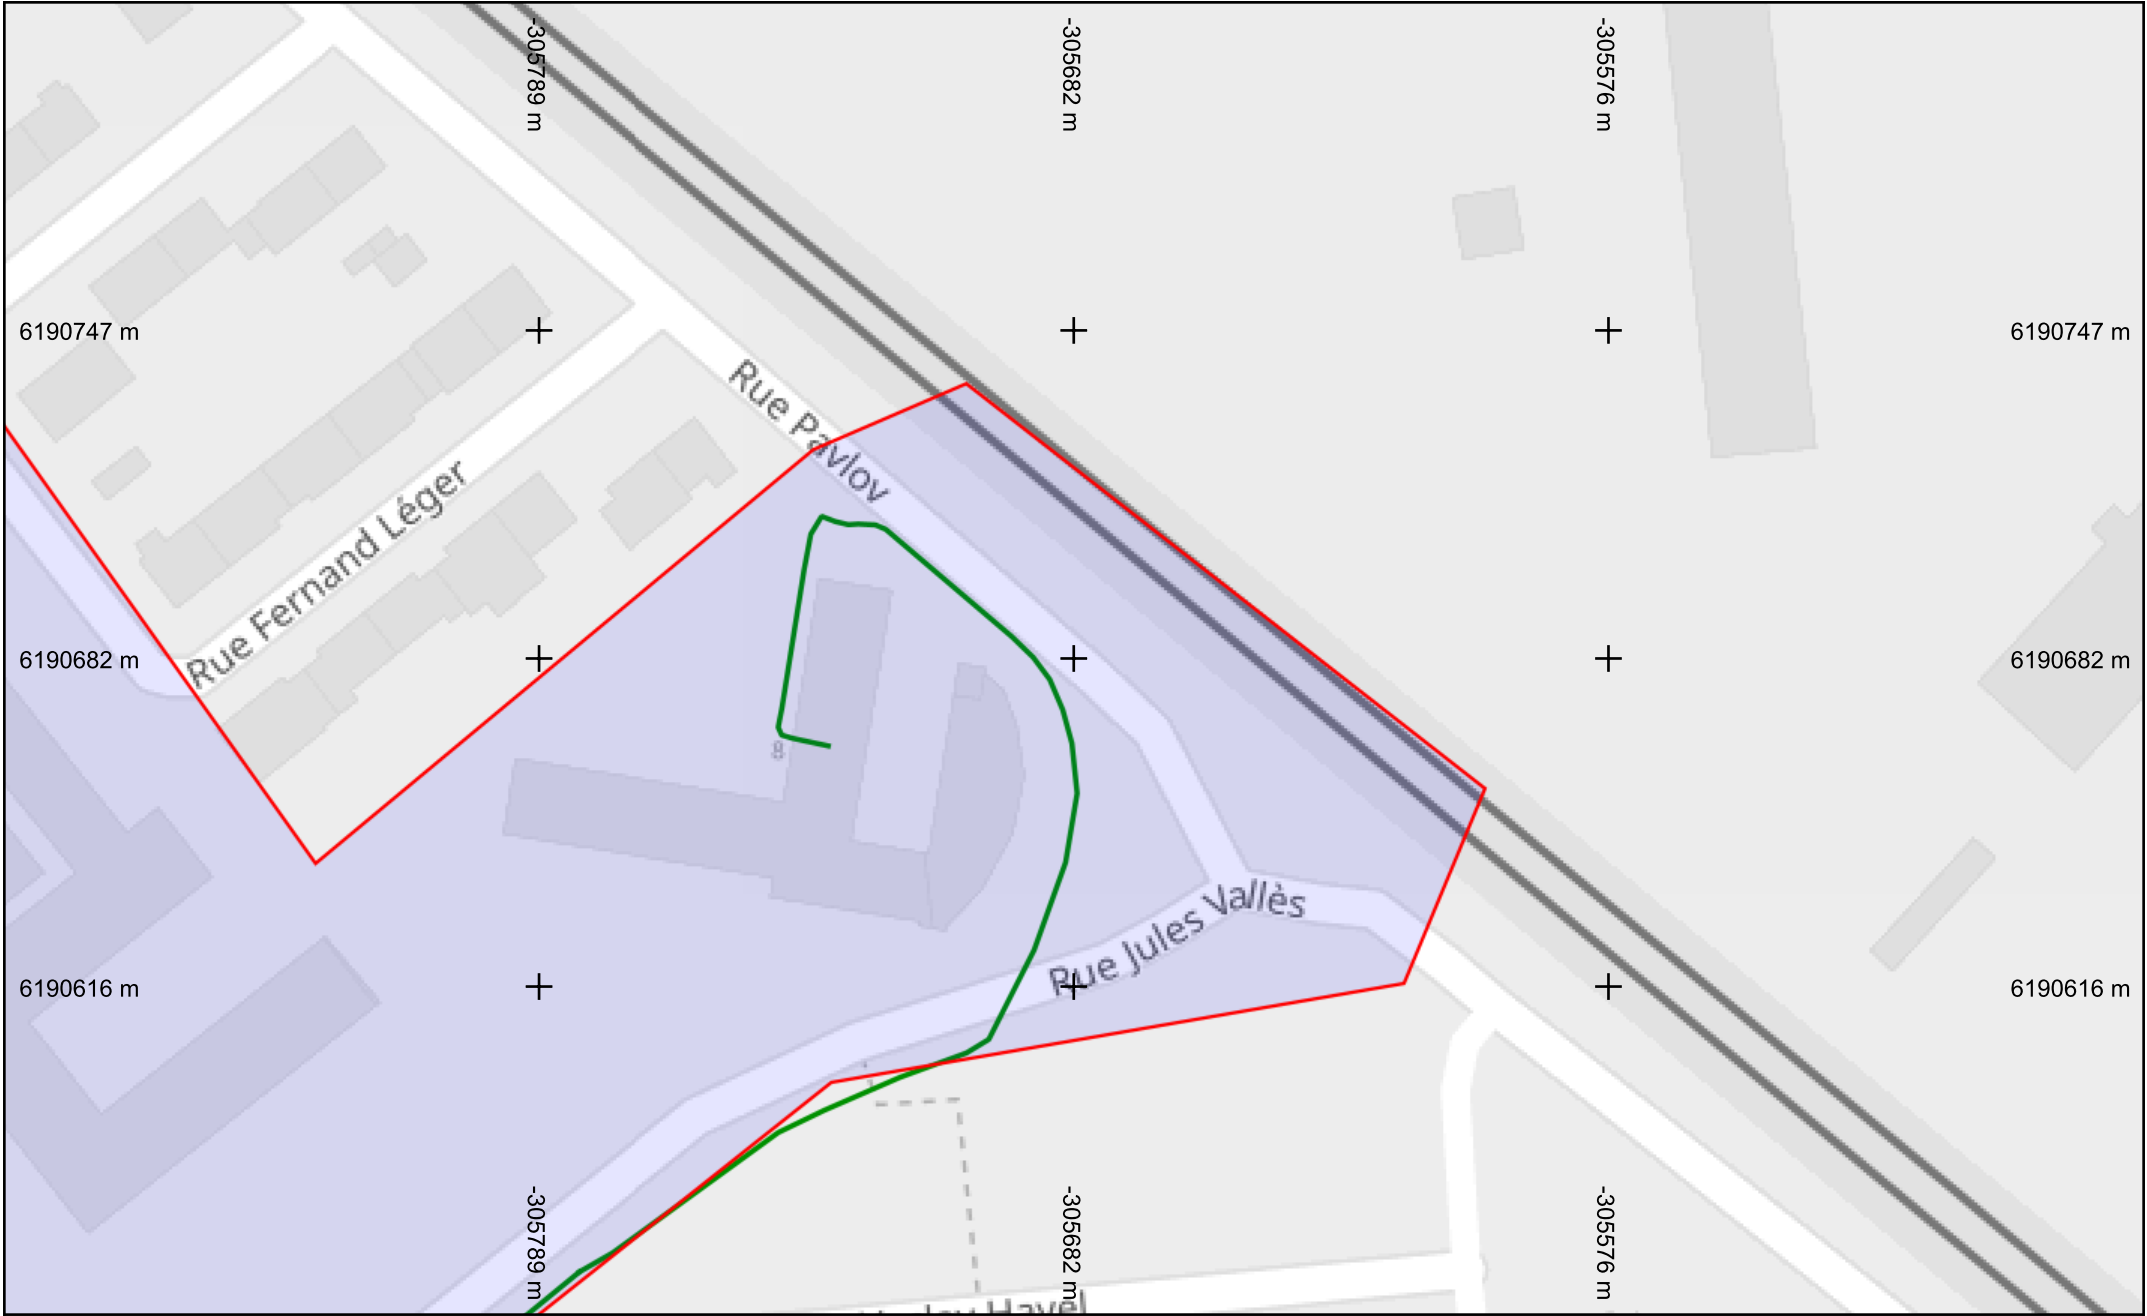 -305789 m
-305682 m
-305576 m
6190747 m
6190747 m
Rue Pavlov
Rue Fernand Léger
6190682 m
6190682 m
8
Rue Jules Vallès
6190616 m
6190616 m
-305789 m
-305682 m
-305576 m
Havel